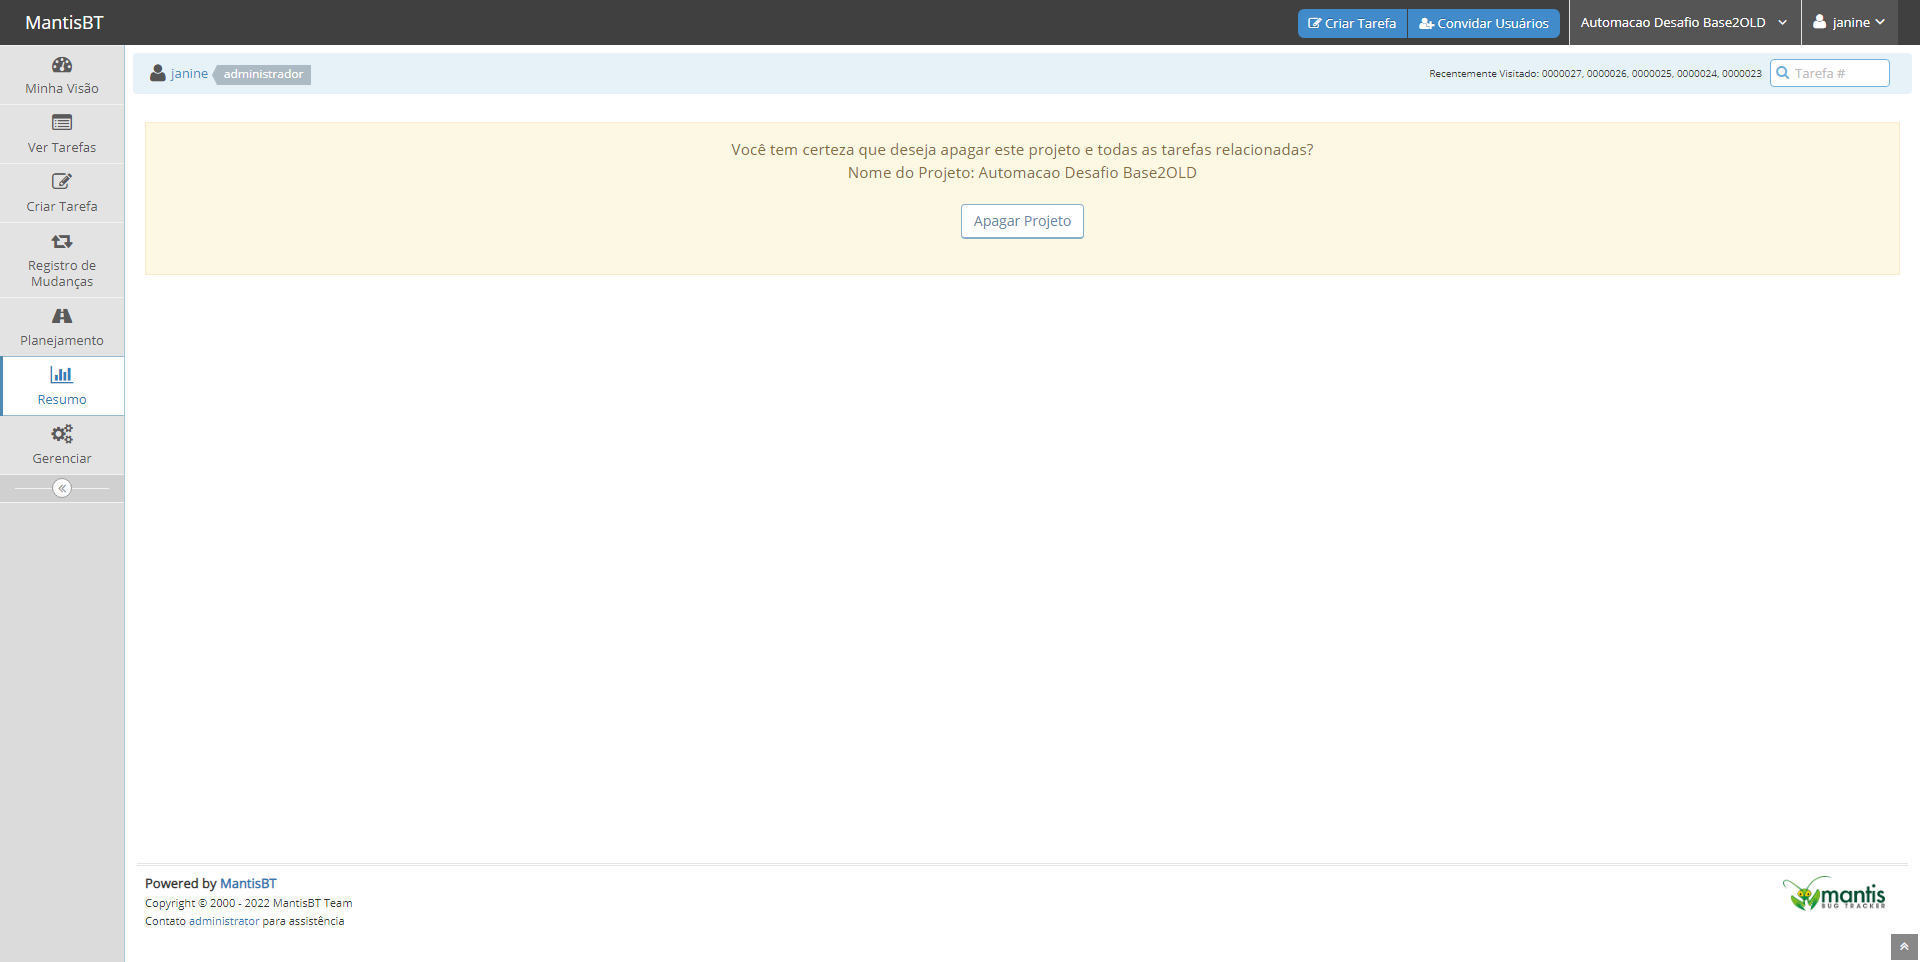 MantisBT
Criar Tarefa
Convidar Usuários
Automacao Desafio Base2OLD
janine
Minha Visão
Ver Tarefas
Criar Tarefa
Registro de
Mudanças
Planejamento
Resumo
Gerenciar
janine administrador
Recentemente Visitado: 0000027, 0000026, 0000025, 0000024, 0000023
Tarefa #
Você tem certeza que deseja apagar este projeto e todas as tarefas relacionadas?
Nome do Projeto: Automacao Desafio Base2OLD
Apagar Projeto
Powered by MantisBT
Copyright © 2000 - 2022 MantisBT Team
Contato administrator para assistência
mantis
BUG TRACKER